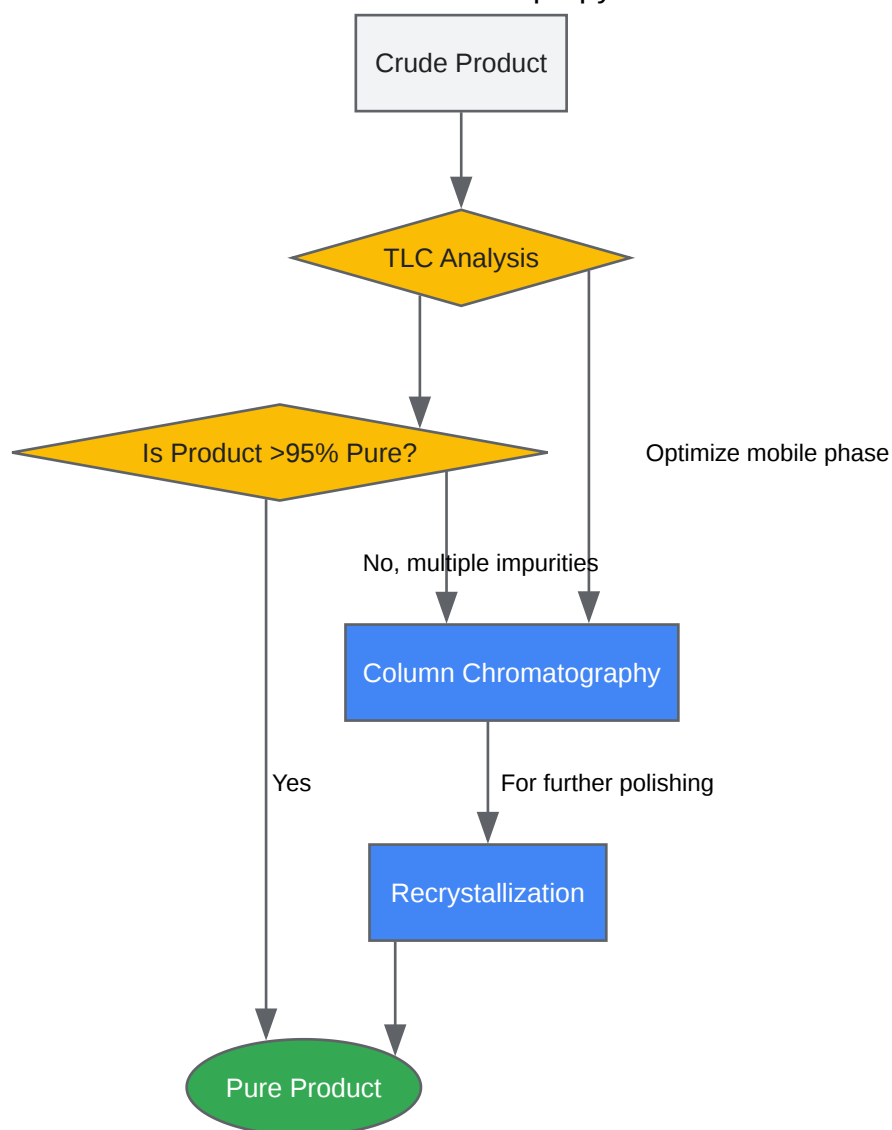 Crude Product
TLC Analysis
Is Product >95% Pure?
Optimize mobile phase
No, multiple impurities
Column Chromatography
Yes
For further polishing
Recrystallization
Pure Product